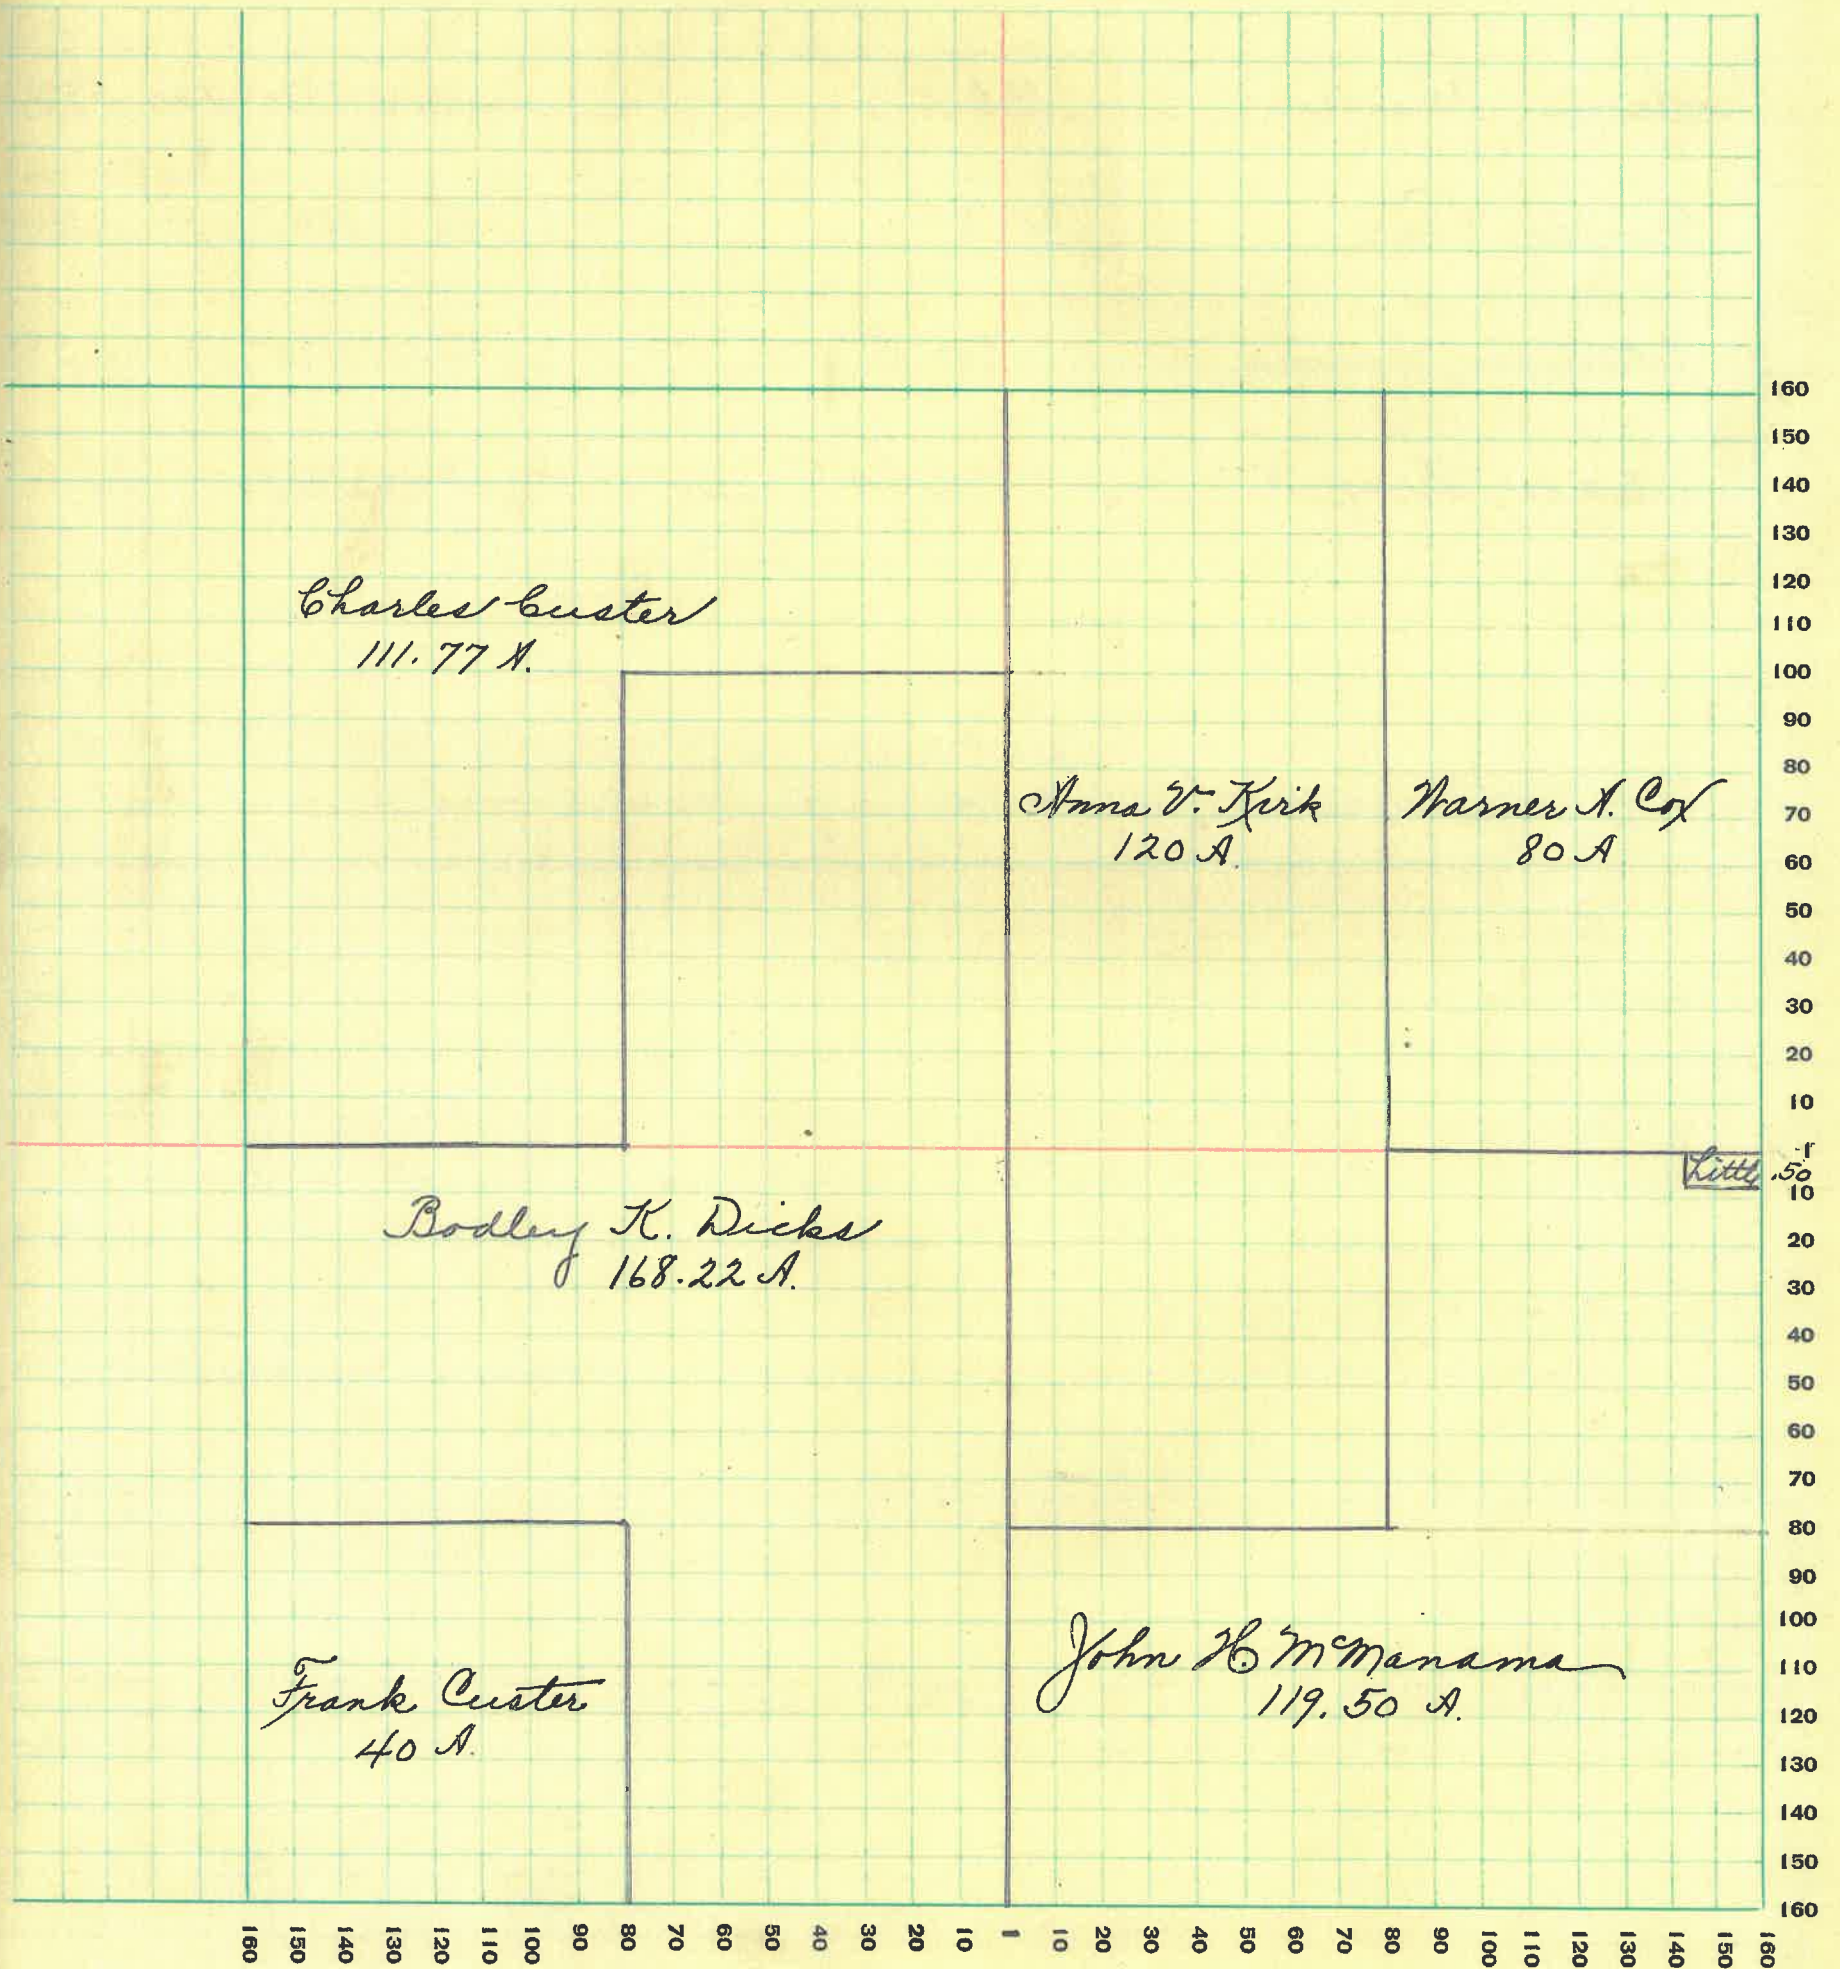 160
150
140
130
120
110
100
90
80
70
60
50
40
30
20
10
1
10
20
30
40
50
60
70
80
90
100
110
120
130
140
150
160
Charles Custer
111.77 A.
Anna V. Kirk
120 A.
Warner A. Cox
80 A
Little .50
Bodley K. Dicks
168.22 A.
Frank Custer
40 A.
John H. McManama
119.50 A.
160 150 140 130 120 110 100 90 80 70 60 50 40 30 20 10 1 10 20 30 40 50 60 70 80 90 100 110 120 130 140 150 160